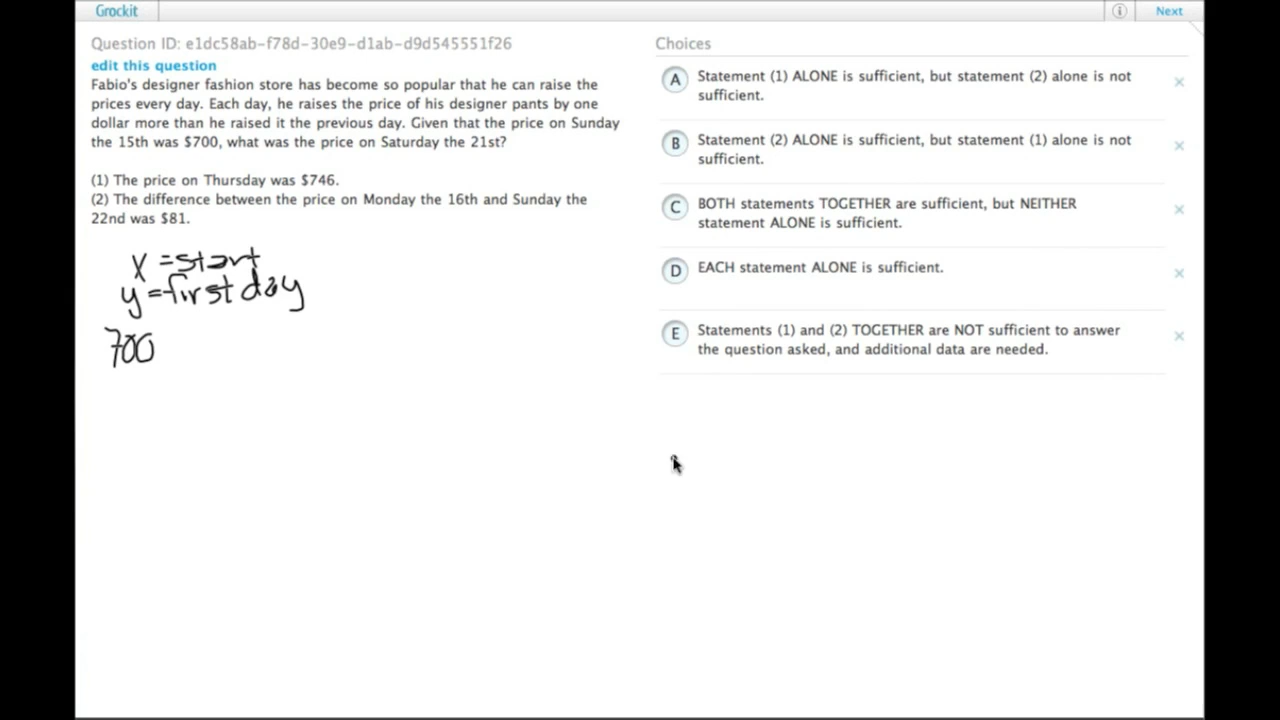 Grockit
Next
Question ID: e1dc58ab-f78d-30e9-d1ab-d9d545551f26
edit this question
Fabio's designer fashion store has become so popular that he can raise the
prices every day. Each day, he raises the price of his designer pants by one
dollar more than he raised it the previous day. Given that the price on Sunday
the 15th was $700, what was the price on Saturday the 21st?
(1) The price on Thursday was $746.
(2) The difference between the price on Monday the 16th and Sunday the
22nd was $81.
x = start
y = first day
700
Choices
A Statement (1) ALONE is sufficient, but statement (2) alone is not
sufficient.
B Statement (2) ALONE is sufficient, but statement (1) alone is not
sufficient.
C BOTH statements TOGETHER are sufficient, but NEITHER
statement ALONE is sufficient.
D EACH statement ALONE is sufficient.
E Statements (1) and (2) TOGETHER are NOT sufficient to answer
the question asked, and additional data are needed.